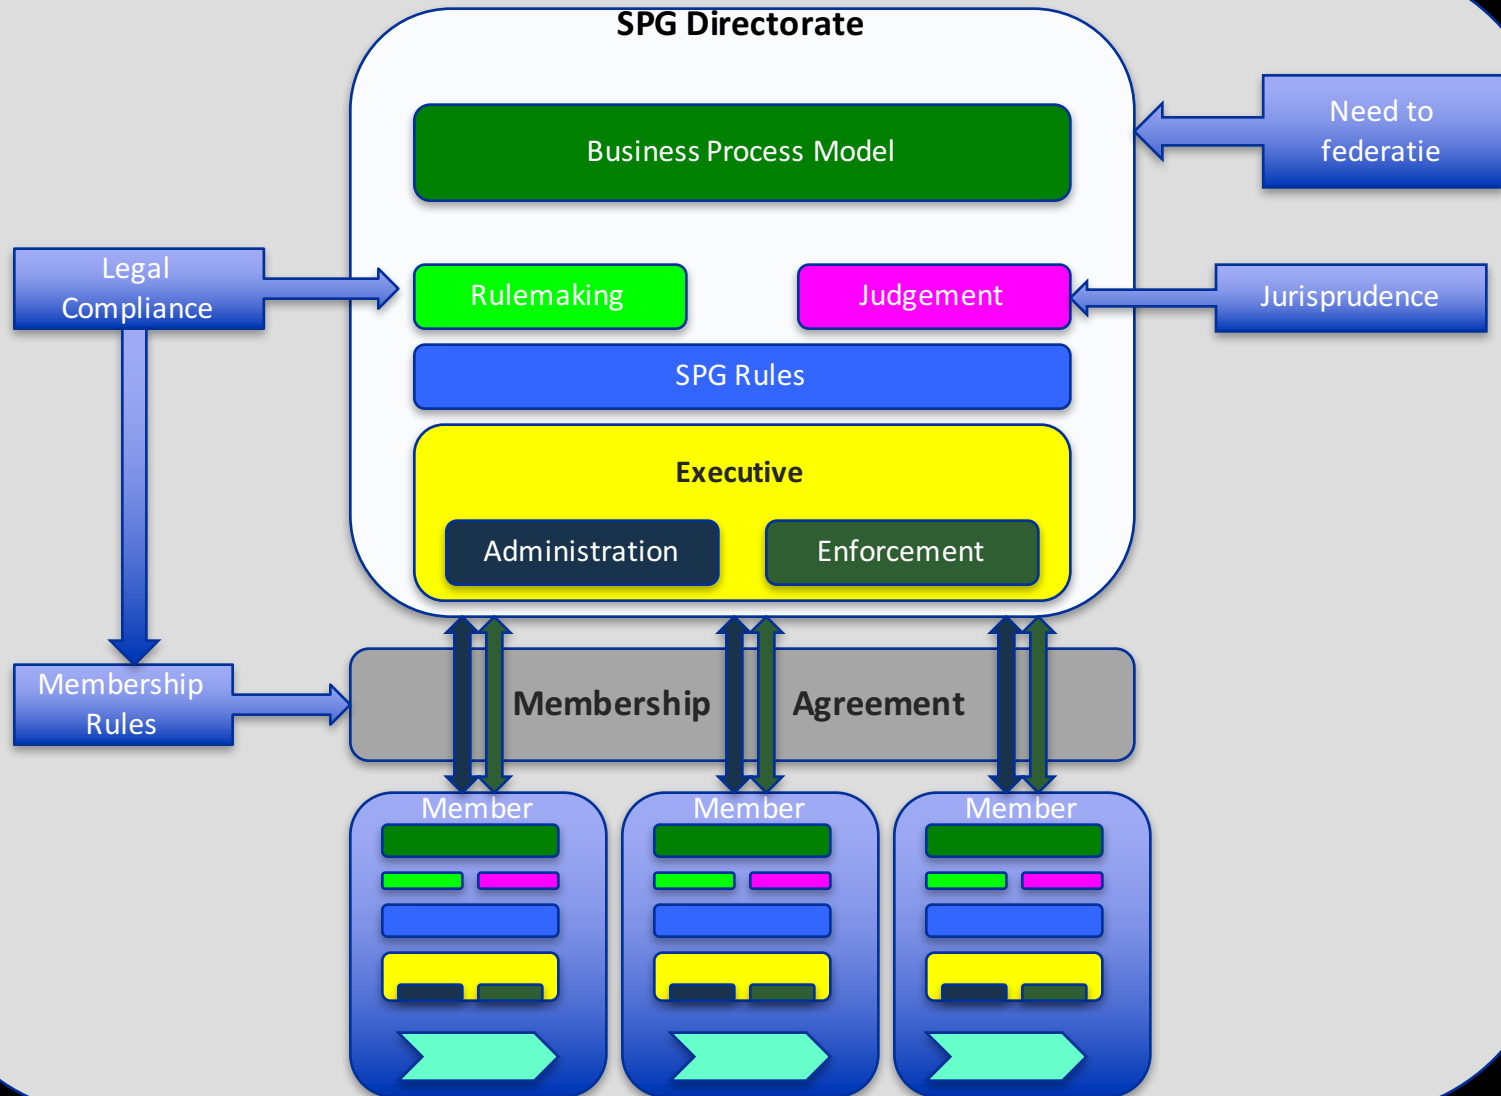 SPG Directorate
Business Process Model
Need to
federatie
Legal
Compliance
Rulemaking
Judgement
Jurisprudence
SPG Rules
Executive
Administration
Enforcement
Membership
Rules
Membership Agreement
Member
Member
Member